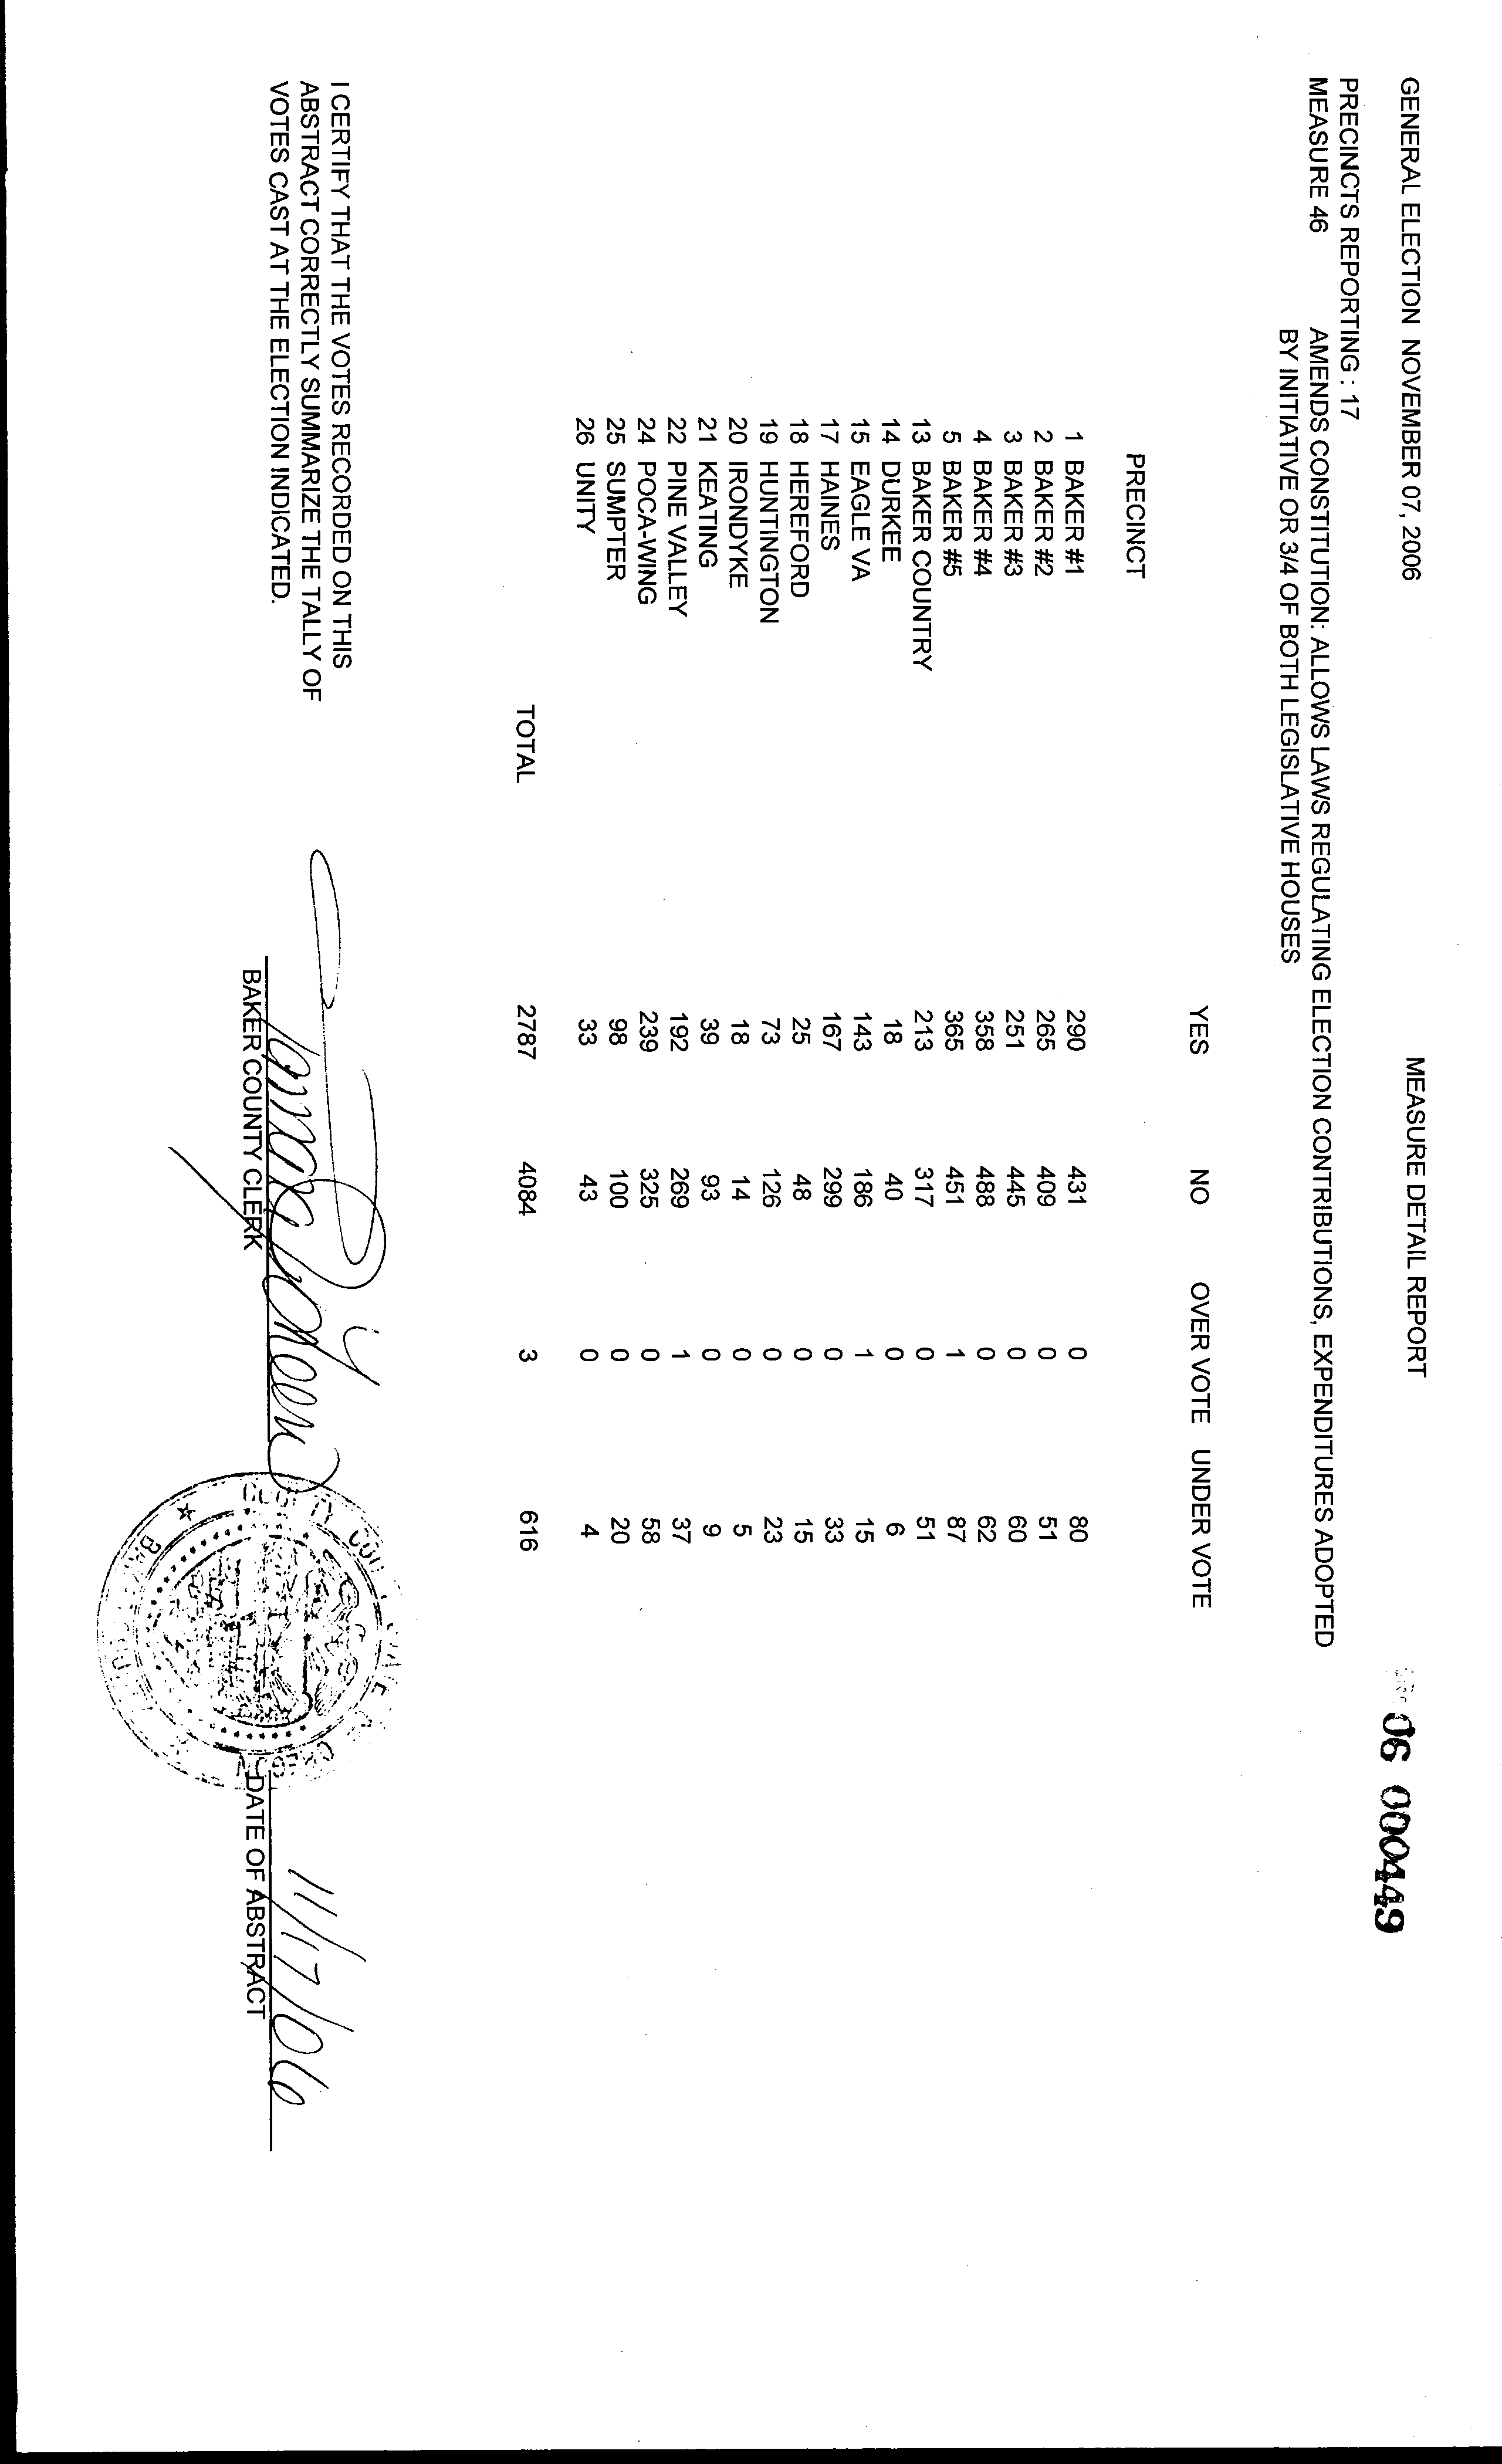 GENERAL ELECTION NOVEMBER 07, 2006 MEASURE DETAIL REPORT 06 000449
PRECINCTS REPORTING : 17
MEASURE 46 AMENDS CONSTITUTION: ALLOWS LAWS REGULATING ELECTION CONTRIBUTIONS, EXPENDITURES ADOPTED
BY INITIATIVE OR 3/4 OF BOTH LEGISLATIVE HOUSES
YES NO OVER VOTE UNDER VOTE
PRECINCT
1 BAKER #1 290 431 0 80
2 BAKER #2 265 409 0 51
3 BAKER #3 251 445 0 60
4 BAKER #4 358 488 0 62
5 BAKER #5 365 451 1 87
13 BAKER COUNTRY 213 317 0 51
14 DURKEE 18 40 0 6
15 EAGLE VA 143 186 1 15
17 HAINES 167 299 0 33
18 HEREFORD 25 48 0 15
19 HUNTINGTON 73 126 0 23
20 IRONDYKE 18 14 0 5
21 KEATING 39 93 0 9
22 PINE VALLEY 192 269 1 37
24 POCA-WING 239 325 0 58
25 SUMPTER 98 100 0 20
26 UNITY 33 43 0 4
TOTAL 2787 4084 3 616
I CERTIFY THAT THE VOTES RECORDED ON THIS
ABSTRACT CORRECTLY SUMMARIZE THE TALLY OF
VOTES CAST AT THE ELECTION INDICATED.
11/17/06
BAKER COUNTY CLERK DATE OF ABSTRACT